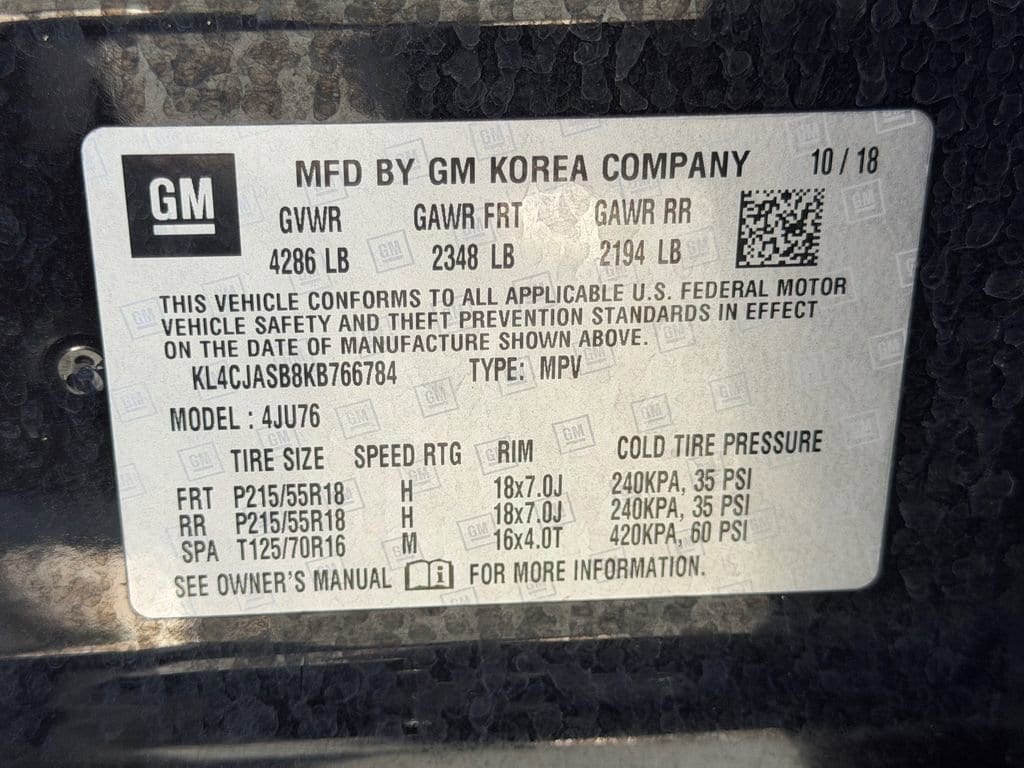 GM MFD BY GM KOREA COMPANY 10 / 18
GVWR GAWR FRT GAWR RR
4286 LB 2348 LB 2194 LB
THIS VEHICLE CONFORMS TO ALL APPLICABLE U.S. FEDERAL MOTOR
VEHICLE SAFETY AND THEFT PREVENTION STANDARDS IN EFFECT
ON THE DATE OF MANUFACTURE SHOWN ABOVE.
KL4CJASB8KB766784 TYPE: MPV
MODEL : 4JU76
TIRE SIZE SPEED RTG RIM COLD TIRE PRESSURE
FRT P215/55R18 H 18x7.0J 240KPA, 35 PSI
RR P215/55R18 H 18x7.0J 240KPA, 35 PSI
SPA T125/70R16 M 16x4.0T 420KPA, 60 PSI
SEE OWNER'S MANUAL i FOR MORE INFORMATION.